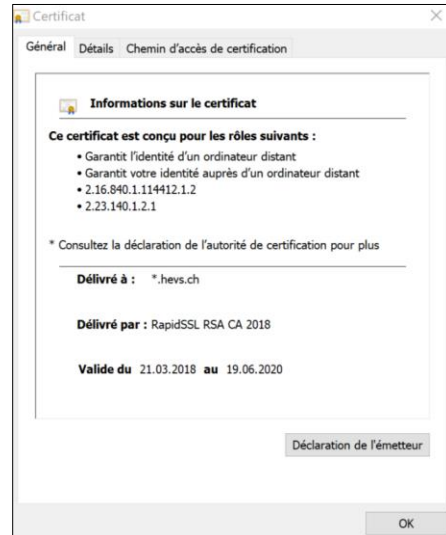 Certificat
Général Détails Chemin d'accès de certification
Informations sur le certificat
Ce certificat est conçu pour les rôles suivants :
• Garantit l'identité d'un ordinateur distant
• Garantit votre identité auprès d'un ordinateur distant
• 2.16.840.1.114412.1.2
• 2.23.140.1.2.1
* Consultez la déclaration de l'autorité de certification pour plus
Délivré à : *.hevs.ch
Délivré par : RapidSSL RSA CA 2018
Valide du 21.03.2018 au 19.06.2020
Déclaration de l'émetteur
OK